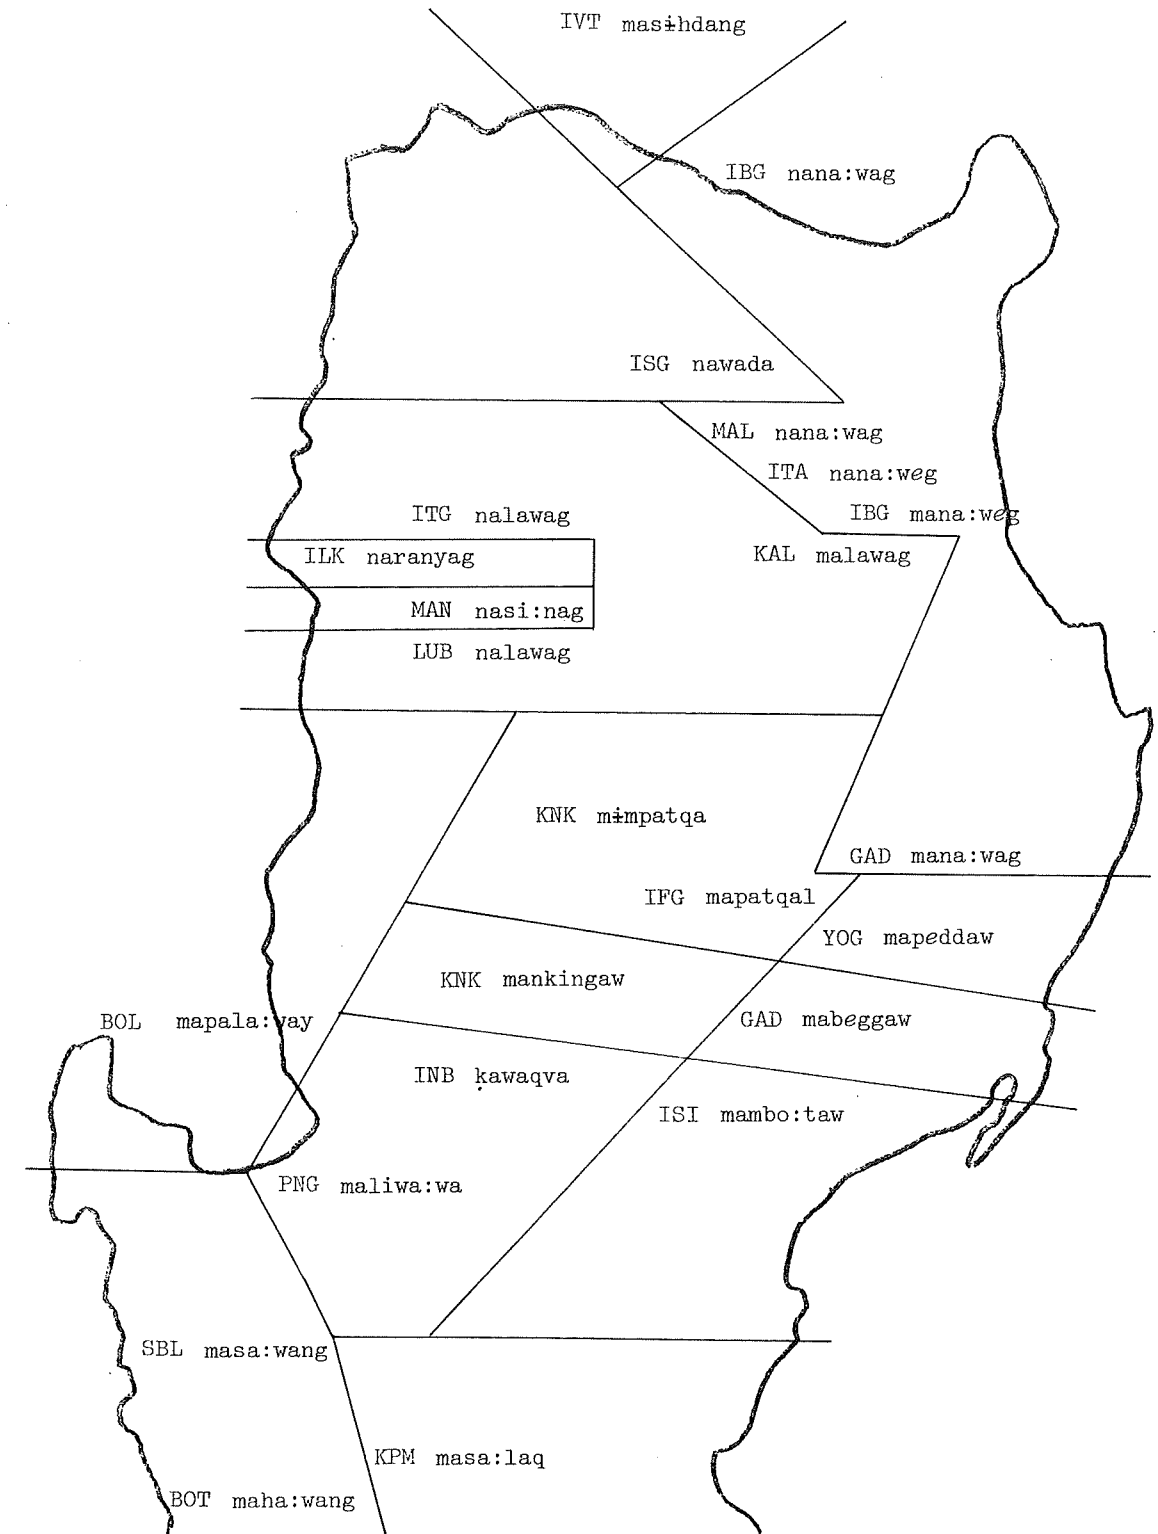 IVT masɨhdang
IBG nana:wag
ISG nawada
MAL nana:wag
ITA nana:weg
ITG nalawag
IBG mana:weg
ILK naranyag
KAL malawag
MAN nasi:nag
LUB nalawag
KNK mɨmpatqa
GAD mana:wag
IFG mapatqal
YOG mapeddaw
KNK mankingaw
BOL mapala:way
GAD mabeggaw
INB ḳawaqva
ISI mambo:taw
PNG maliwa:wa
SBL masa:wang
KPM masa:laq
BOT maha:wang